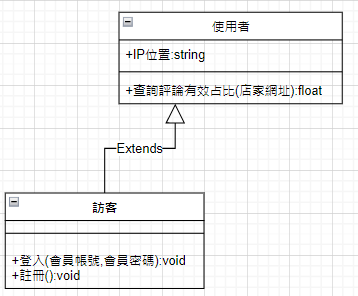 使用者
+IP位置:string
+查詢評論有效占比(店家網址):float
Extends
訪客
+登入(會員帳號,會員密碼):void
+註冊():void